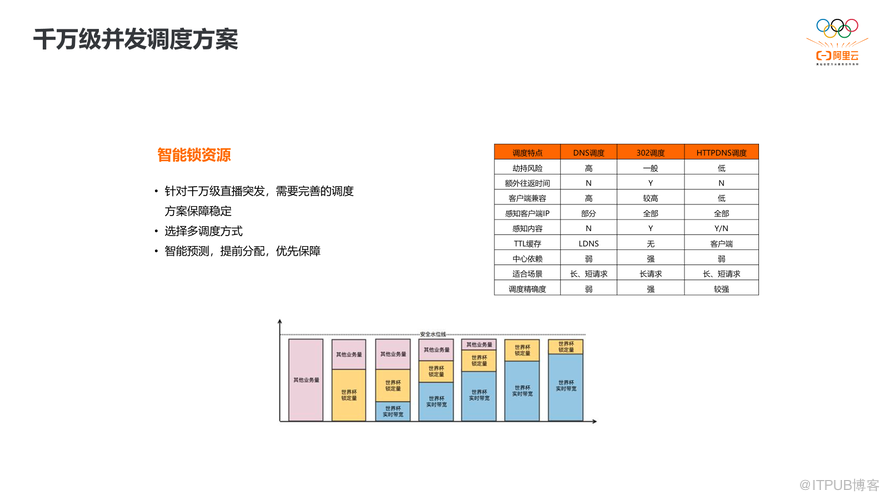 千万级并发调度方案
阿里云
智能锁资源
• 针对千万级直播突发，需要完善的调度
方案保障稳定
• 选择多调度方式
• 智能预测，提前分配，优先保障
调度特点 DNS调度 302调度 HTTPDNS调度
劫持风险 高 一般 低
额外往返时间 N Y N
客户端兼容 高 较高 低
感知客户端IP 部分 全部 全部
感知内容 N Y Y/N
TTL缓存 LDNS 无 客户端
中心依赖 弱 强 弱
适合场景 长、短请求 长请求 长、短请求
调度精确度 弱 强 较强
安全水位线
其他业务量
其他业务量
世界杯
锁定量
其他业务量
世界杯
锁定量
世界杯
实时带宽
其他业务量
世界杯
锁定量
世界杯
实时带宽
其他业务量
世界杯
锁定量
世界杯
实时带宽
世界杯
锁定量
世界杯
实时带宽
世界杯
锁定量
世界杯
实时带宽
@ITPUB博客